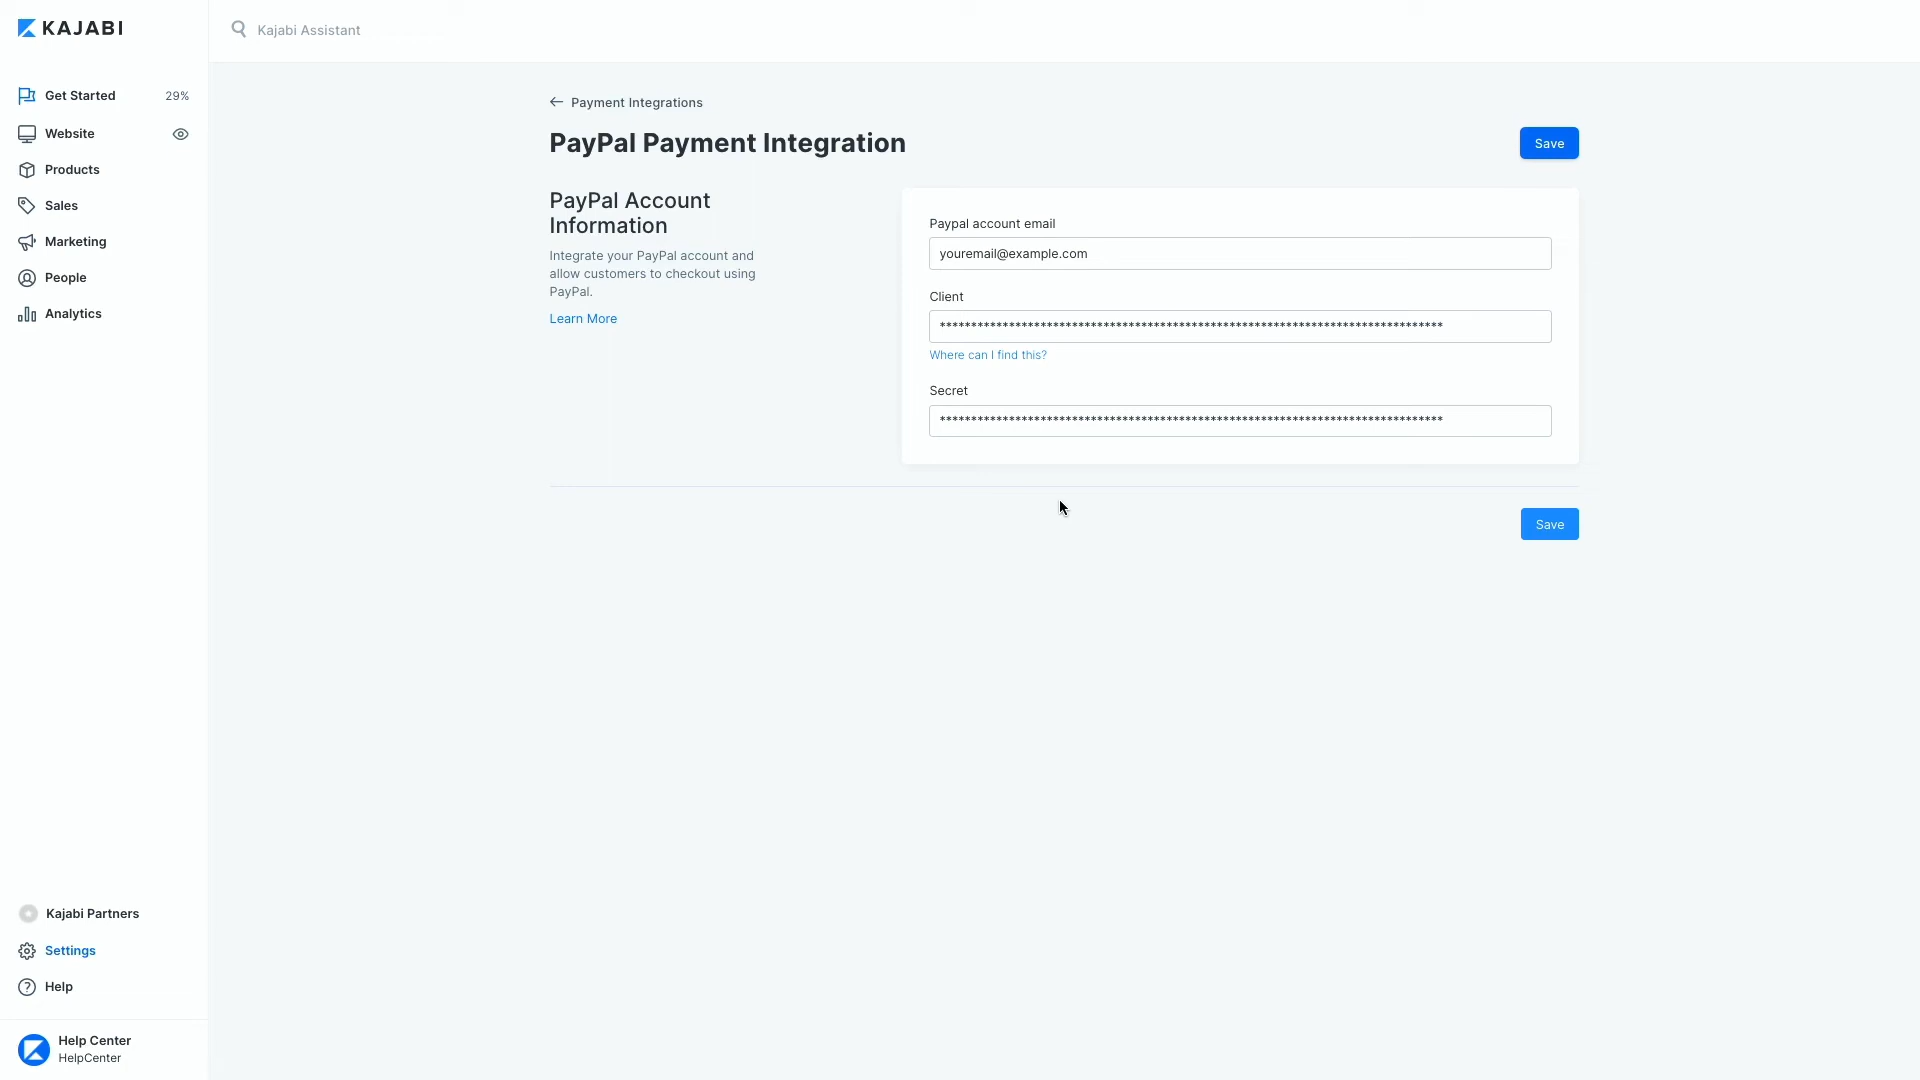 KAJABI
Kajabi Assistant
Get Started 29%
Website
Products
Sales
Marketing
People
Analytics
Payment Integrations
PayPal Payment Integration
Save
PayPal Account
Information
Integrate your PayPal account and
allow customers to checkout using
PayPal.
Learn More
Paypal account email
youremail@example.com
Client
********************************************************************************
Where can I find this?
Secret
********************************************************************************
Save
Kajabi Partners
Settings
Help
Help Center
HelpCenter